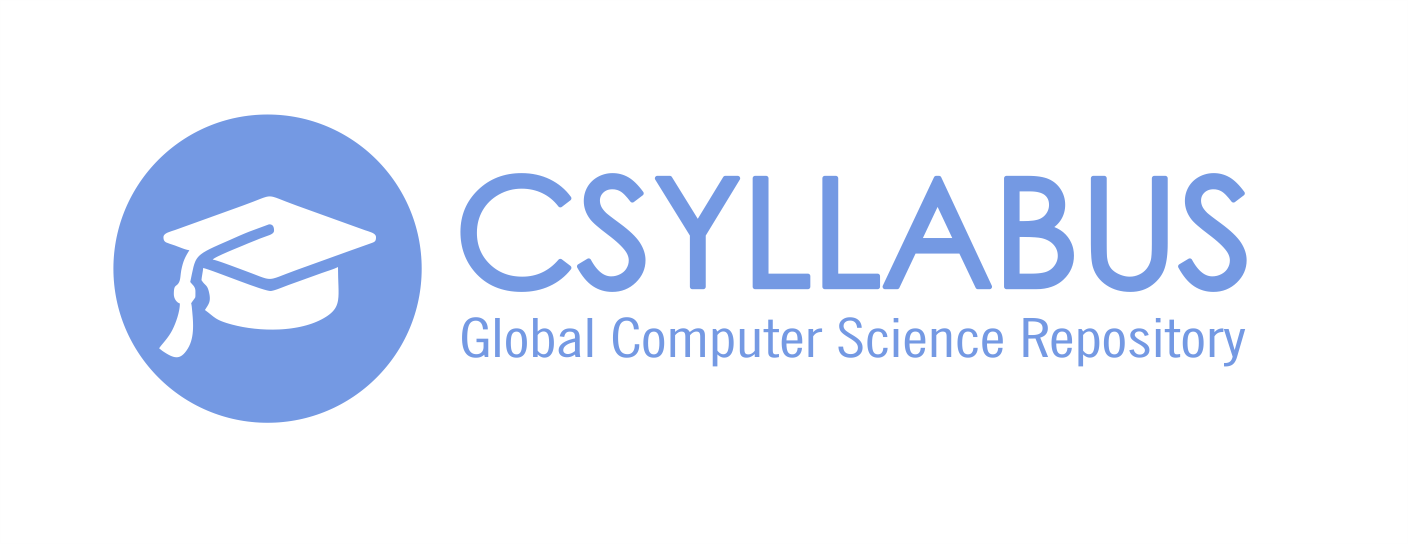 CSYLLABUS
Global Computer Science Repository